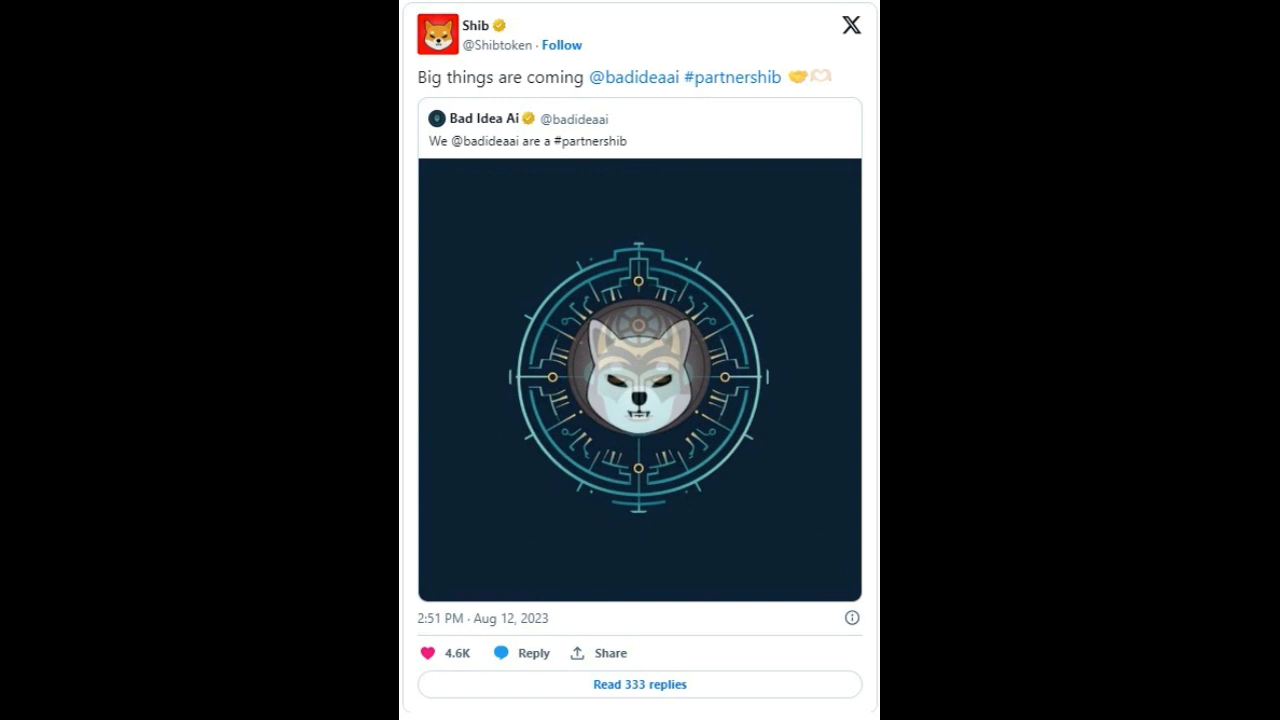 Shib
@Shibtoken · Follow
Big things are coming @badideaai #partnershib 🤝🫶🏻
Bad Idea Ai @badideaai
We @badideaai are a #partnershib
2:51 PM · Aug 12, 2023
4.6K Reply Share
Read 333 replies